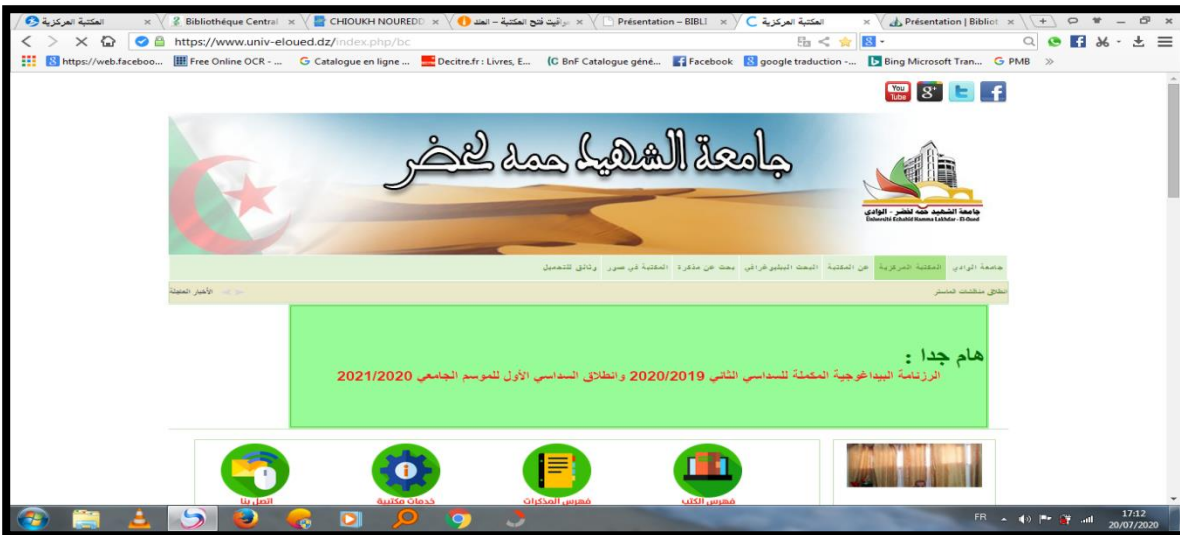 المكتبة المركزية
Bibliothéque Central
CHIOUKH NOUREDD
مواقيت فتح المكتبة – العدد
Présentation – BIBLI
المكتبة المركزية
Présentation | Bibliot
https://www.univ-eloued.dz/index.php/bc
https://web.faceboo...
Free Online OCR - ...
Catalogue en ligne ...
Decitre.fr : Livres, E...
BnF Catalogue géné...
Facebook
google traduction -...
Bing Microsoft Tran...
PMB
You Tube
جامعة الشهيد حمه لخضر
جامعة الشهيد حمه لخضر - الوادي
Université Echahid Hamma Lakhdar - El-Oued
جامعة الوادي المكتبة المركزية عن المكتبة البحث البيبليوغرافي بحث عن مذكرة المكتبة في صور وثائق للتحميل
انطلاق مناقشات الماستر
هام جدا :
الرزنامة البيداغوجية المكملة للسداسي الثاني 2020/2019 وانطلاق السداسي الأول للموسم الجامعي 2021/2020
فهرس الكتب
فهرس المذكرات
خدمات مكتبية
اتصل بنا
FR
17:12
20/07/2020